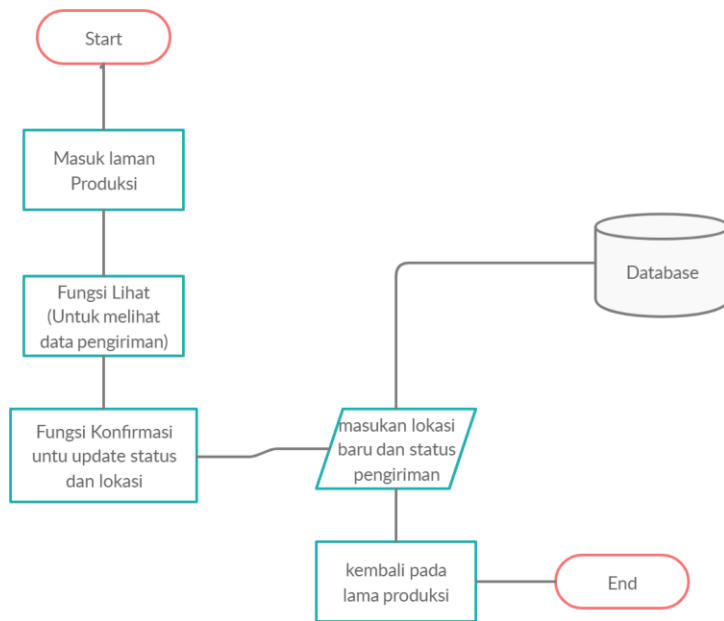 Start
Masuk laman
Produksi
Fungsi Lihat
(Untuk melihat
data pengiriman)
Fungsi Konfirmasi
untu update status
dan lokasi
masukan lokasi
baru dan status
pengiriman
Database
kembali pada
lama produksi
End